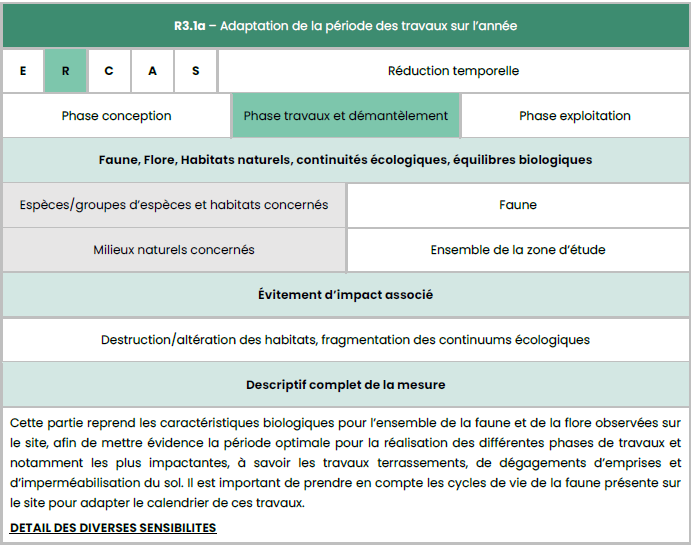 R3.1a – Adaptation de la période des travaux sur l'année
E R C A S Réduction temporelle
Phase conception Phase travaux et démantèlement Phase exploitation
Faune, Flore, Habitats naturels, continuités écologiques, équilibres biologiques
Espèces/groupes d'espèces et habitats concernés Faune
Milieux naturels concernés Ensemble de la zone d'étude
Évitement d'impact associé
Destruction/altération des habitats, fragmentation des continuums écologiques
Descriptif complet de la mesure
Cette partie reprend les caractéristiques biologiques pour l'ensemble de la faune et de la flore observées sur
le site, afin de mettre évidence la période optimale pour la réalisation des différentes phases de travaux et
notamment les plus impactantes, à savoir les travaux terrassements, de dégagements d'emprises et
d'imperméabilisation du sol. Il est important de prendre en compte les cycles de vie de la faune présente sur
le site pour adapter le calendrier de ces travaux.
DETAIL DES DIVERSES SENSIBILITES